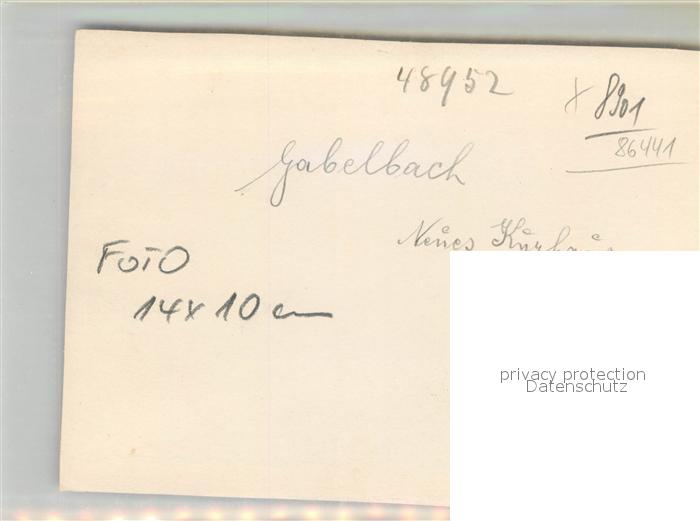 48952
x 8901
86441
Gabelbach
Neues Kurhaus
FOTO
14x10 cm
privacy protection
Datenschutz